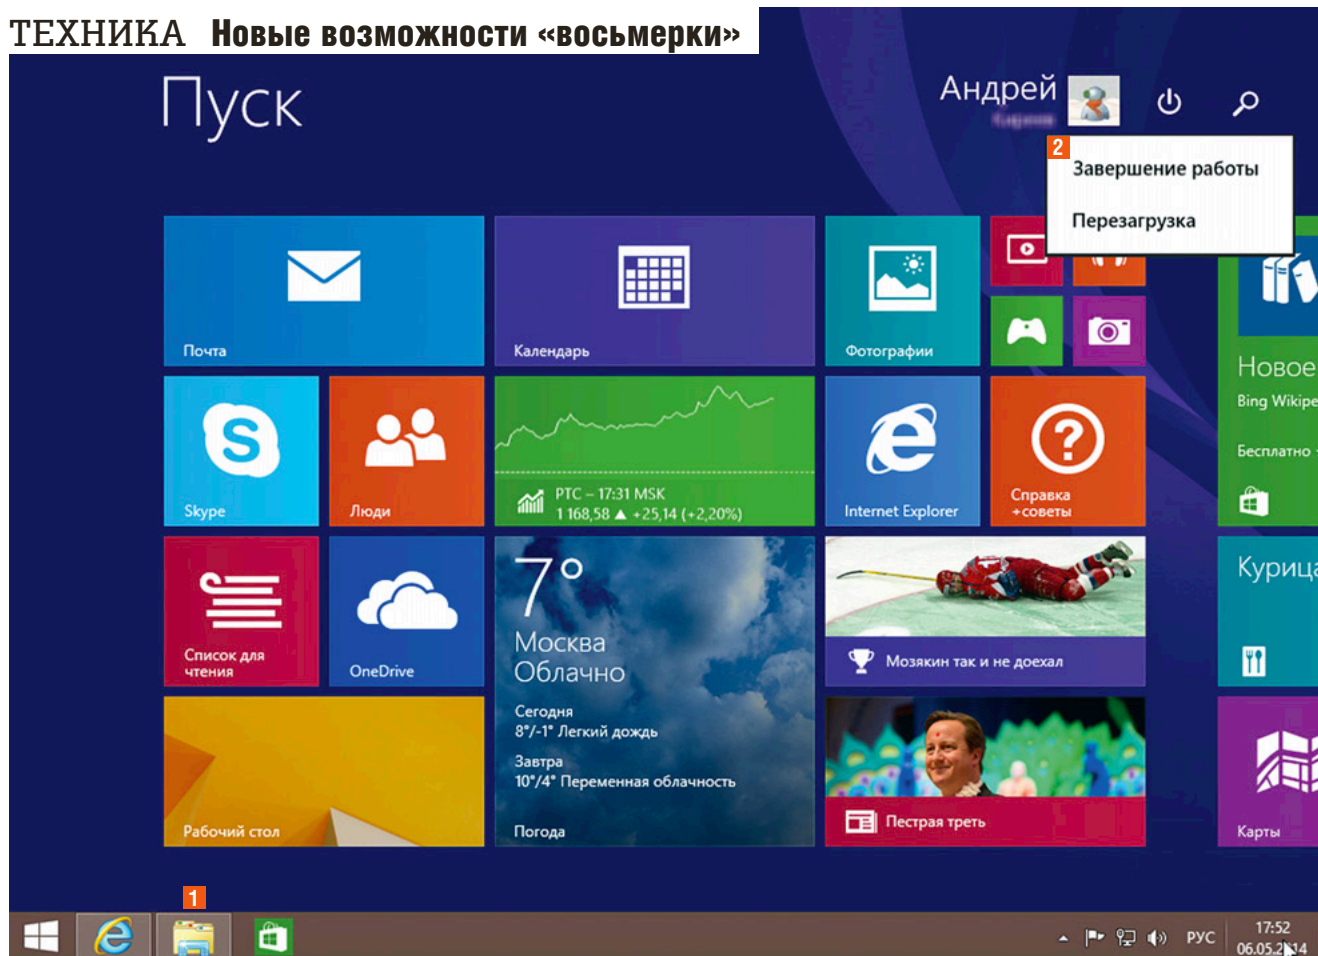 ТЕХНИКА Новые возможности «восьмерки»
Пуск
Андрей
2
Завершение работы
Перезагрузка
Почта
Календарь
Фотографии
Новое
Bing Wikipe
Бесплатно
Skype
Люди
РТС – 17:31 MSK
1 168,58 ▲ +25,14 (+2,20%)
Internet Explorer
Справка
+советы
Список для
чтения
OneDrive
7°
Москва
Облачно
Сегодня
8°/-1° Легкий дождь
Завтра
10°/4° Переменная облачность
Погода
Мозякин так и не доехал
Курица
Рабочий стол
Пестрая треть
Карты
1
РУС
17:52
06.05.2014